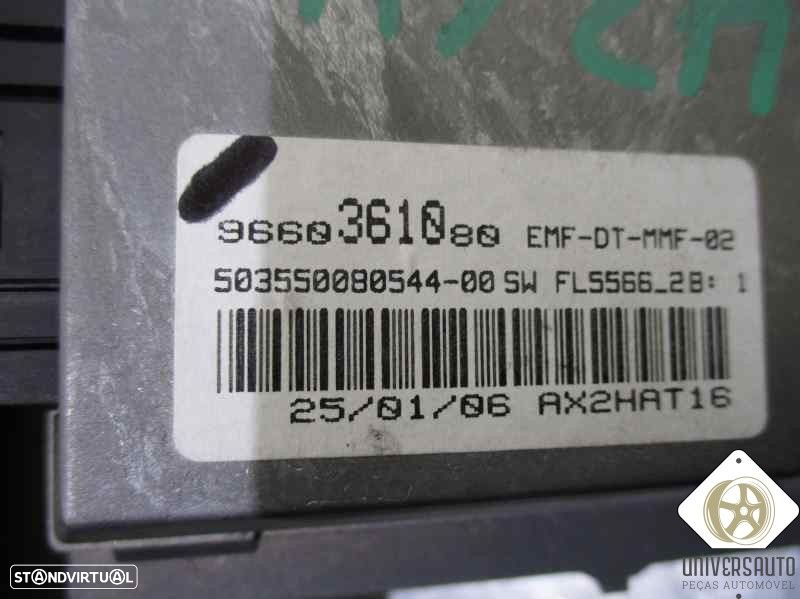 9660361080 EMF-DT-MMF-02
503550080544-00 SW FL5566_2B: 1
25/01/06 AX2HAT16
STANDVIRTUAL
UNIVERSAUTO
PEÇAS AUTOMÓVEL